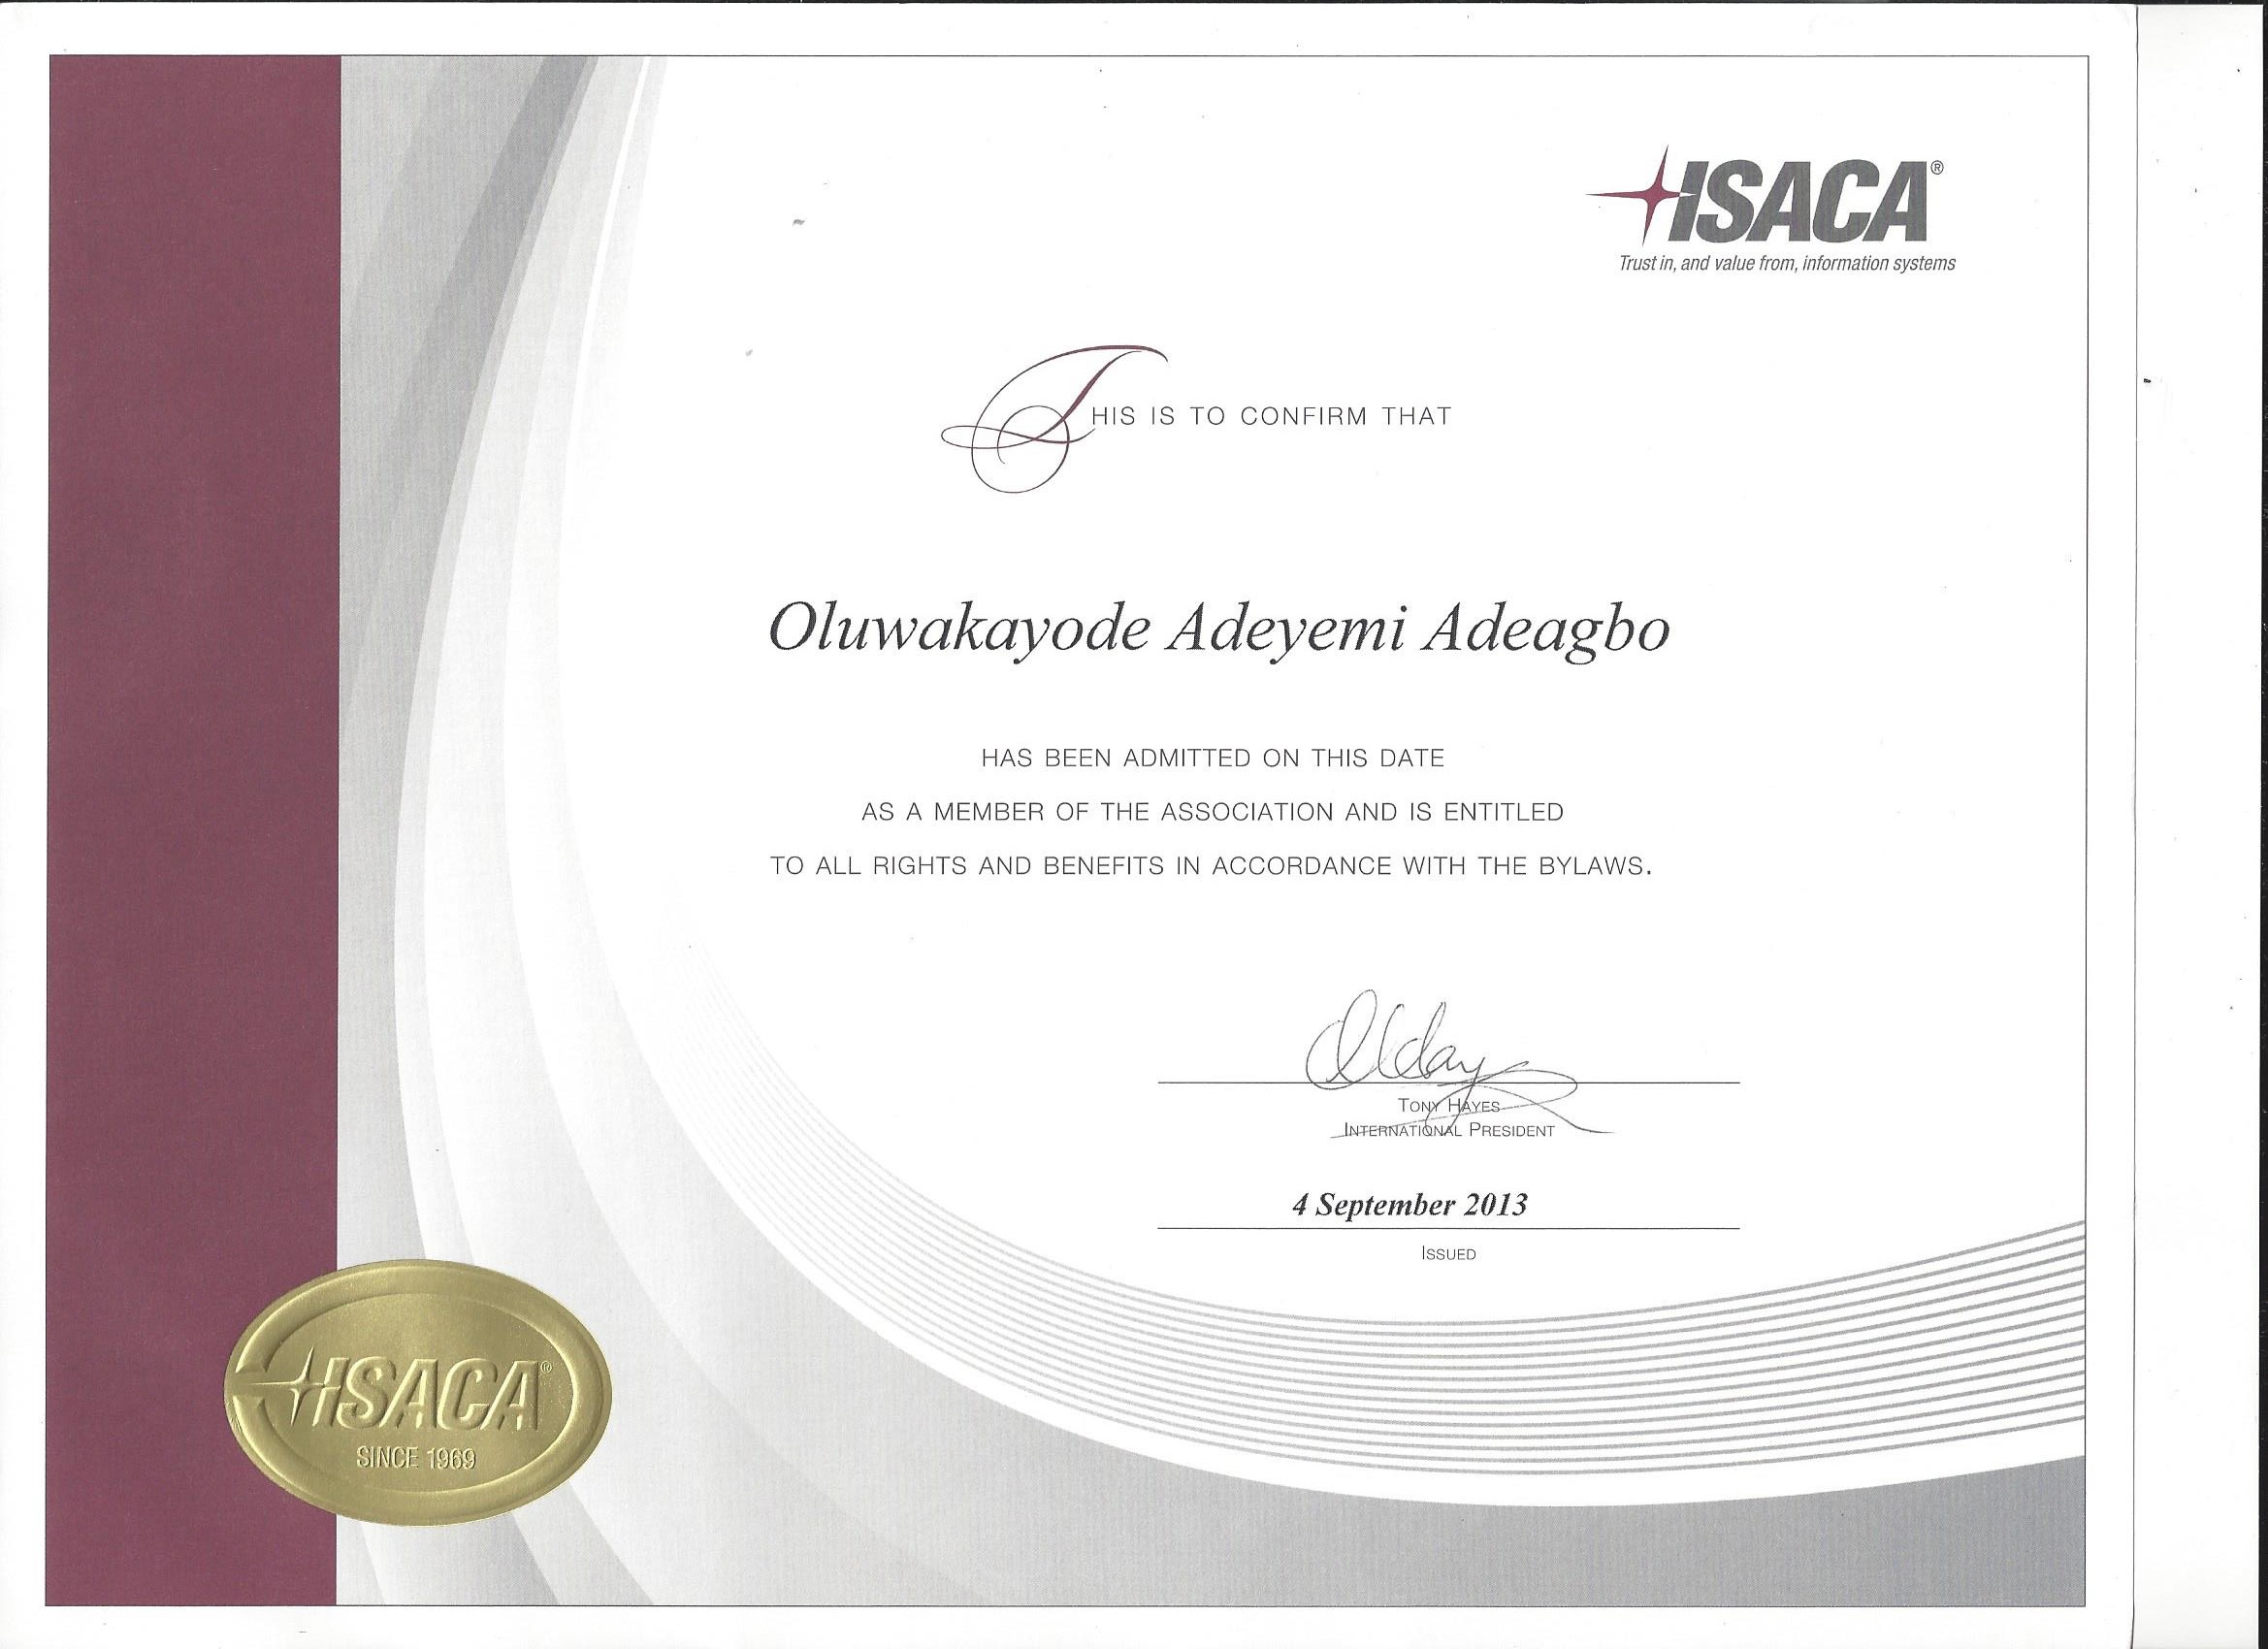 ISACA®
Trust in, and value from, information systems
THIS IS TO CONFIRM THAT
Oluwakayode Adeyemi Adeagbo
HAS BEEN ADMITTED ON THIS DATE
AS A MEMBER OF THE ASSOCIATION AND IS ENTITLED
TO ALL RIGHTS AND BENEFITS IN ACCORDANCE WITH THE BYLAWS.
TONY HAYES
INTERNATIONAL PRESIDENT
4 September 2013
ISSUED
ISACA®
SINCE 1969